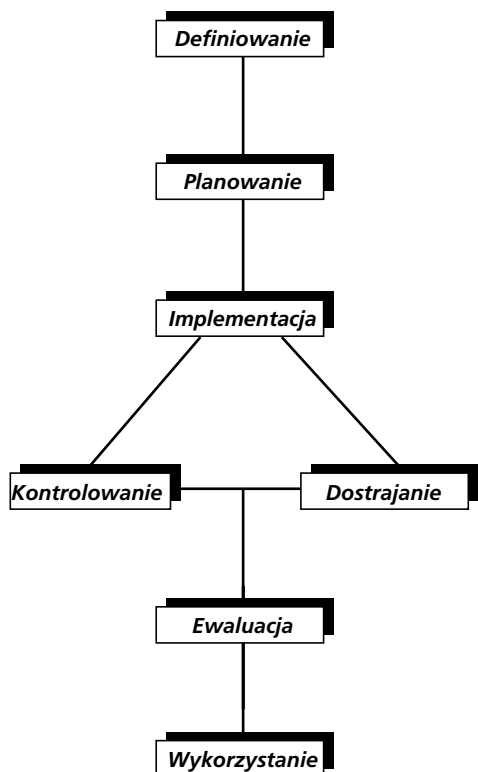 Definiowanie
Planowanie
Implementacja
Kontrolowanie
Dostrajanie
Ewaluacja
Wykorzystanie